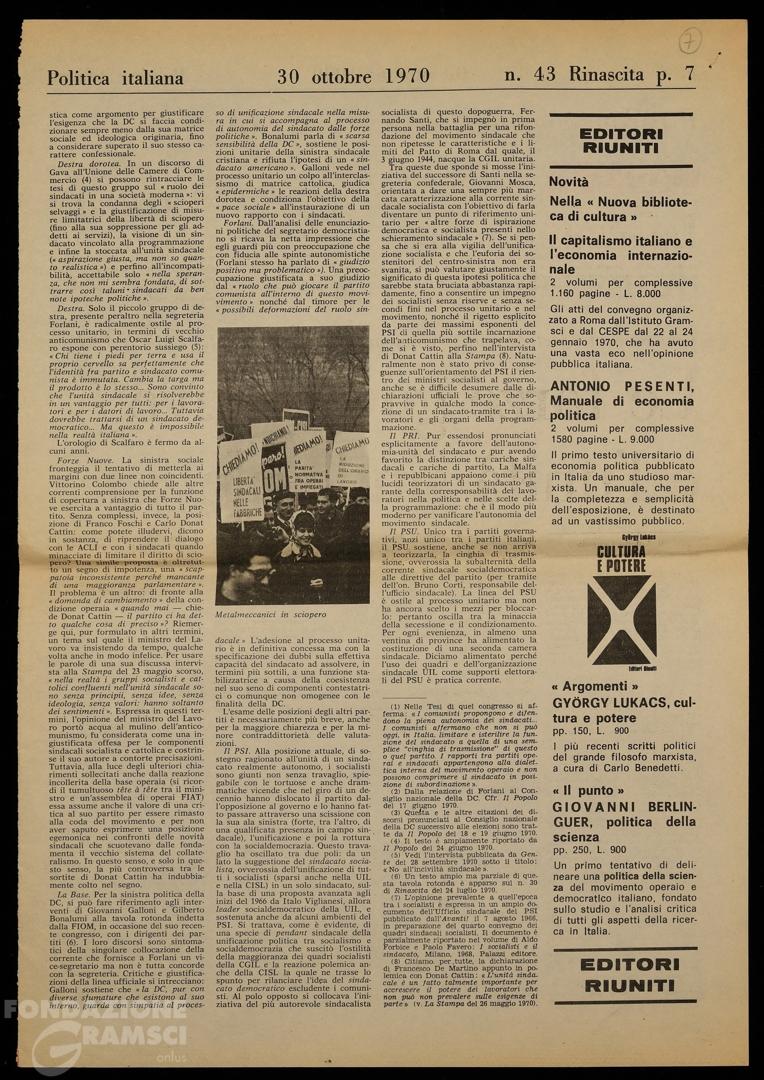 7
Politica italiana
30 ottobre 1970
n. 43 Rinascita p. 7
stica come argomento per giustificare
l'esigenza che la DC si faccia condi-
zionare sempre meno dalla sua matrice
sociale ed ideologica originaria, fino
a considerare superato il suo stesso ca-
rattere confessionale.
Destra dorotea. In un discorso di
Gava all'Unione delle Camere di Com-
mercio (4) si possono rintracciare le
tesi di questo gruppo sul « ruolo dei
sindacati in una società moderna »: vi
si trova la condanna degli « scioperi
selvaggi » e la giustificazione di misu-
re limitatrici della libertà di sciopero
(fino alla sua soppressione per gli ad-
detti ai servizi), la visione di un sin-
dacato vincolato alla programmazione
e infine la stoccata all'unità sindacale
(« aspirazione giusta, ma non so quan-
to realistica ») e perfino all'incompati-
bilità, accettabile solo « nella speran-
za, che non mi sembra fondata, di sot-
trarre così taluni sindacati da ben
note ipoteche politiche ».
Destra. Solo il piccolo gruppo di de-
stra, presente peraltro nella segreteria
Forlani, è radicalmente ostile al pro-
cesso unitario, in termini di vecchio
anticomunismo che Oscar Luigi Scalfa-
ro espone con perentorio sussiego (5):
« Chi tiene i piedi per terra e usa il
proprio cervello sa perfettamente che
l'identità fra partito e sindacato comu-
nista è immutata. Cambia la targa ma
il prodotto è lo stesso... Sono convinto
che l'unità sindacale si risolverebbe
in un vantaggio per tutti: per i lavora-
tori e per i datori di lavoro... Tuttavia
dovrebbe trattarsi di un sindacato de-
mocratico... Ma questo è impossibile
nella realtà italiana ».
L'orologio di Scalfaro è fermo da al-
cuni anni.
Forze Nuove. La sinistra sociale
fronteggia il tentativo di metterla ai
margini con due linee non coincidenti.
Vittorino Colombo chiede alle altre
correnti comprensione per la funzione
di copertura a sinistra che Forze Nuo-
ve esercita a vantaggio di tutto il par-
tito. Senza complessi, invece, la posi-
zione di Franco Foschi e Carlo Donat
Cattin: come potete illudervi, dicono
in sostanza, di riprendere il dialogo
con le ACLI e con i sindacati quando
minacciate di limitare il diritto di scio-
pero? Una simile proposta è oltretut-
to un segno di impotenza, una « scap-
patoia inconsistente perché mancante
di una maggioranza parlamentare ».
Il problema è un altro: di fronte alla
« domanda di cambiamento » della con-
dizione operaia « quando mai — chie-
de Donat Cattin — il partito ci ha det-
to qualche cosa di preciso »? Riemer-
ge qui, pur formulato in altri termini,
un tema sul quale il ministro del La-
voro va insistendo da tempo, qualche
volta anche in modo infelice. Per usare
le parole di una sua discussa intervi-
sta alla Stampa del 23 maggio scorso,
« nella realtà i gruppi socialisti e cat-
tolici confluenti nell'unità sindacale so-
no senza principii, senza idee, senza
ideologia, senza valori: hanno soltanto
dei sentimenti ». Espressa in questi ter-
mini, l'opinione del ministro del Lavo-
ro portò acqua al mulino dell'antico-
munismo, fu considerata come una in-
giustificata offesa per le componenti
sindacali socialista e cattolica e costrin-
se il suo autore a contorte precisazioni.
Tuttavia, alla luce degli ulteriori chia-
rimenti sollecitati anche dalla reazione
incollerita della base operaia (si ricor-
di il tumultuoso tête à tête tra il mini-
stro e un'assemblea di operai FIAT)
essa assume anche il valore di una cri-
tica al suo partito per essere rimasto
alla coda del movimento e per non
aver saputo esprimere una posizione
egemonica nei confronti delle novità
sindacali che scuotevano dalle fonda-
menta il vecchio sistema del collate-
ralismo. In questo senso, e solo in que-
sto senso, la più controversa tra le
sortite di Donat Cattin ha indubbia-
mente colto nel segno.
La Base. Per la sinistra politica della
DC, si può fare riferimento agli inter-
venti di Giovanni Galloni e Gilberto
Bonalumi alla tavola rotonda indetta
dalla FIOM, in occasione del suo recen-
te congresso, con i dirigenti dei par-
titi (6). I loro discorsi sono sintoma-
tici della singolare collocazione della
corrente che fornisce a Forlani un vi-
ce-segretario ma non è tutta concorde
con la segreteria. Critiche e giustifica-
zioni della linea ufficiale si intrecciano:
Galloni sostiene che « la DC, pur con
diverse sfumature che esistono al suo
interno, guarda con simpatia al proces-
so di unificazione sindacale nella misu-
ra in cui si accompagna al processo
di autonomia del sindacato dalle forze
politiche ». Bonalumi parla di « scarsa
sensibilità della DC », sostiene le posi-
zioni unitarie della sinistra sindacale
cristiana e rifiuta l'ipotesi di un « sin-
dacato americano ». Galloni vede nel
processo unitario un colpo all'interclas-
sismo di matrice cattolica, giudica
« epidermiche » le reazioni della destra
dorotea e condiziona l'obiettivo della
« pace sociale » all'instaurazione di un
nuovo rapporto con i sindacati.
Forlani. Dall'analisi delle enunciazio-
ni politiche del segretario democristia-
no si ricava la netta impressione che
egli guardi più con preoccupazione che
con fiducia alle spinte autonomistiche
(Forlani stesso ha parlato di « giudizio
positivo ma problematico »). Una preoc-
cupazione giustificata a suo giudizio
dal « ruolo che può giocare il partito
comunista all'interno di questo movi-
mento » nonché dal timore per le
« possibili deformazioni del ruolo sin-
CHIEDIAMO!
LIBERTÀ
SINDACALI
NELLE
FABBRICHE
LA
PARITÀ
NORMATIVA
FRA OPERAI
E IMPIEGATI
CHIEDIAMO
LA RIDUZIONE
DELL'ORARIO
DI LAVORO
Metalmeccanici in sciopero
dacale » L'adesione al processo unita-
rio è in definitiva concessa ma con la
specificazione dei dubbi sulla effettiva
capacità del sindacato ad assolvere, in
termini più sottili, a una funzione sta-
bilizzatrice a causa della coesistenza
nel suo seno di componenti contestatri-
ci o comunque non omogenee con le
finalità della DC.
L'esame delle posizioni degli altri par-
titi è necessariamente più breve, anche
per la maggiore chiarezza e per la mi-
nore contraddittorietà delle valuta-
zioni.
Il PSI. Alla posizione attuale, di so-
stegno ragionato all'unità di un sinda-
cato realmente autonomo, i socialisti
sono giunti non senza travaglio, spie-
gabile con le tortuose e anche dram-
matiche vicende che nel giro di un de-
cennio hanno dislocato il partito dal-
l'opposizione al governo e lo hanno fat-
to passare attraverso una scissione con
la sua ala sinistra (forte, tra l'altro, di
una qualificata presenza in campo sin-
dacale), l'unificazione e poi la rottura
con la socialdemocrazia. Questo trava-
glio ha oscillato tra due poli: da un
lato la suggestione del sindacato socia-
lista, ovverossia dell'unificazione di tut-
ti i socialisti (sparsi anche nella UIL
e nella CISL) in un solo sindacato, sul-
la base di una proposta avanzata agli
inizi del 1966 da Italo Viglianesi, allora
leader socialdemocratico della UIL, e
sostenuta anche da alcuni ambienti del
PSI. Si trattava, come è evidente, di
una specie di pendant sindacale della
unificazione politica tra socialismo e
socialdemocrazia che suscitò l'ostilità
della maggioranza dei quadri socialisti
della CGIL e la reazione polemica an-
che della CISL la quale ne trasse lo
spunto per rilanciare l'idea del sinda-
cato democratico escludente i comuni-
sti. Al polo opposto si collocava l'ini-
ziativa del più autorevole sindacalista
socialista di questo dopoguerra, Fer-
nando Santi, che si impegnò in prima
persona nella battaglia per una rifon-
dazione del movimento sindacale che
non ripetesse le caratteristiche e i li-
miti del Patto di Roma dal quale, il
3 giugno 1944, nacque la CGIL unitaria.
Tra queste due sponde si mosse l'ini-
ziativa del successore di Santi nella se-
greteria confederale, Giovanni Mosca,
orientata a dare una sempre più mar-
cata caratterizzazione alla corrente sin-
dacale socialista con l'obiettivo di farla
diventare un punto di riferimento uni-
tario per « altre forze di ispirazione
democratica e socialista presenti nello
schieramento sindacale » (7). Se si pen-
sa che si era alla vigilia dell'unifica-
zione socialista e che l'euforia dei so-
stenitori del centro-sinistra non era
svanita, si può valutare giustamente il
significato di questa ipotesi politica che
sarebbe stata bruciata abbastanza rapi-
damente, fino a consentire un impegno
dei socialisti senza riserve e senza se-
condi fini nel processo unitario e nel
movimento, nonché il rigetto esplicito
da parte dei massimi esponenti del
PSI di quella più sottile incarnazione
dell'anticomunismo che trapelava, co-
me si è visto, perfino nell'intervista
di Donat Cattin alla Stampa (8). Natu-
ralmente non è stato privo di conse-
guenze sull'orientamento del PSI il rien-
tro dei ministri socialisti al governo,
anche se è difficile desumere dalle di-
chiarazioni ufficiali le prove che so-
pravvive in qualche modo la conce-
zione di un sindacato-tramite tra i la-
voratori e gli organi della program-
mazione.
Il PRI. Pur essendosi pronunciati
esplicitamente a favore dell'autono-
mia-unità del sindacato e pur avendo
favorito la distinzione tra cariche sin-
dacali e cariche di partito, La Malfa
e i repubblicani appaiono come i più
lucidi teorizzatori di un sindacato ga-
rante della corresponsabilità dei lavo-
ratori nella politica e nelle scelte del-
la programmazione: che è il modo più
moderno per vanificare l'autonomia del
movimento sindacale.
Il PSU. Unico tra i partiti governa-
tivi, anzi unico tra i partiti italiani,
il PSU sostiene, anche se non arriva
a teorizzarla, la cinghia di trasmis-
sione, ovverossia la subalternità della
corrente sindacale socialdemocratica
alle direttive del partito (per tramite
dell'on. Bruno Corti, responsabile del-
l'ufficio sindacale). La linea del PSU
è ostile al processo unitario ma non
ha ancora scelto i mezzi per bloccar-
lo: pertanto oscilla tra la minaccia
della secessione e il condizionamento.
Per ogni evenienza, in almeno una
ventina di province ha alimentato la
costituzione di una seconda camera
sindacale. Diciamo alimentato perché
l'uso dei quadri e dell'organizzazione
sindacale UIL come supporti elettora-
li del PSU è pratica corrente.
(1) Nelle Tesi di quel congresso si af-
ferma: « I comunisti propongono e difen-
dono la piena autonomia dei sindacati...
I comunisti affermano che non si può
oggi, in Italia, limitare e isterilire la fun-
zione del sindacato a quella di una sem-
plice "cinghia di trasmissione" di questo
o quel partito. I rapporti tra partiti ope-
rai e sindacati appartengono alla dialet-
tica interna del movimento operaio e non
possono comprimere il sindacato in posi-
zione di subordinazione ».
(2) Dalla relazione di Forlani al Con-
siglio nazionale della DC. Cfr. Il Popolo
del 17 giugno 1970.
(3) Questa e le altre citazioni dei di-
scorsi pronunciati al Consiglio nazionale
della DC successivo alle elezioni sono trat-
te da Il Popolo del 18 e 19 giugno 1970.
(4) Il testo è ampiamente riportato da
Il Popolo del 24 giugno 1970.
(5) Vedi l'intervista pubblicata da Gen-
te del 28 settembre 1970 sotto il titolo:
« No all'inciviltà sindacale ».
(6) Un testo ampio ma parziale di que-
sta tavola rotonda è apparso sul n. 30
di Rinascita del 24 luglio 1970.
(7) L'opinione prevalente a quell'epoca
tra i socialisti è espressa in un ampio do-
cumento dell'Ufficio sindacale del PSI
pubblicato dall'Avanti! il 7 agosto 1966,
in preparazione del quarto convegno dei
quadri sindacali socialisti. Il documento è
parzialmente riportato nel volume di Aldo
Forbice e Paolo Favero: I socialisti e il
sindacato, Milano, 1968, Palazzi editore.
(8) Citiamo per tutte, la dichiarazione
di Francesco De Martino appunto in po-
lemica con Donat Cattin: « L'unità sinda-
cale è un fatto talmente importante per
accrescere il potere dei lavoratori che
non può non prevalere sulle esigenze di
parte » (v. La Stampa del 26 maggio 1970).
EDITORI
RIUNITI
Novità
Nella « Nuova bibliote-
ca di cultura »
Il capitalismo italiano e
l'economia internazio-
nale
2 volumi per complessive
1.160 pagine - L. 8.000
Gli atti del convegno organiz-
zato a Roma dall'Istituto Gram-
sci e dal CESPE dal 22 al 24
gennaio 1970, che ha avuto
una vasta eco nell'opinione
pubblica italiana.
ANTONIO PESENTI,
Manuale di economia
politica
2 volumi per complessive
1580 pagine - L. 9.000
Il primo testo universitario di
economia politica pubblicato
in Italia da uno studioso mar-
xista. Un manuale, che per
la completezza e semplicità
dell'esposizione, è destinato
ad un vastissimo pubblico.
György Lukács
CULTURA
E POTERE
Editori Riuniti
« Argomenti »
GYÖRGY LUKACS, cul-
tura e potere
pp. 150, L. 900
I più recenti scritti politici
del grande filosofo marxista,
a cura di Carlo Benedetti.
« Il punto »
GIOVANNI BERLIN-
GUER, politica della
scienza
pp. 250, L. 900
Un primo tentativo di deli-
neare una politica della scien-
za del movimento operaio e
democratico italiano, fondato
sullo studio e l'analisi critica
di tutti gli aspetti della ricer-
ca in Italia.
EDITORI
RIUNITI
GRAMSCI
onlus